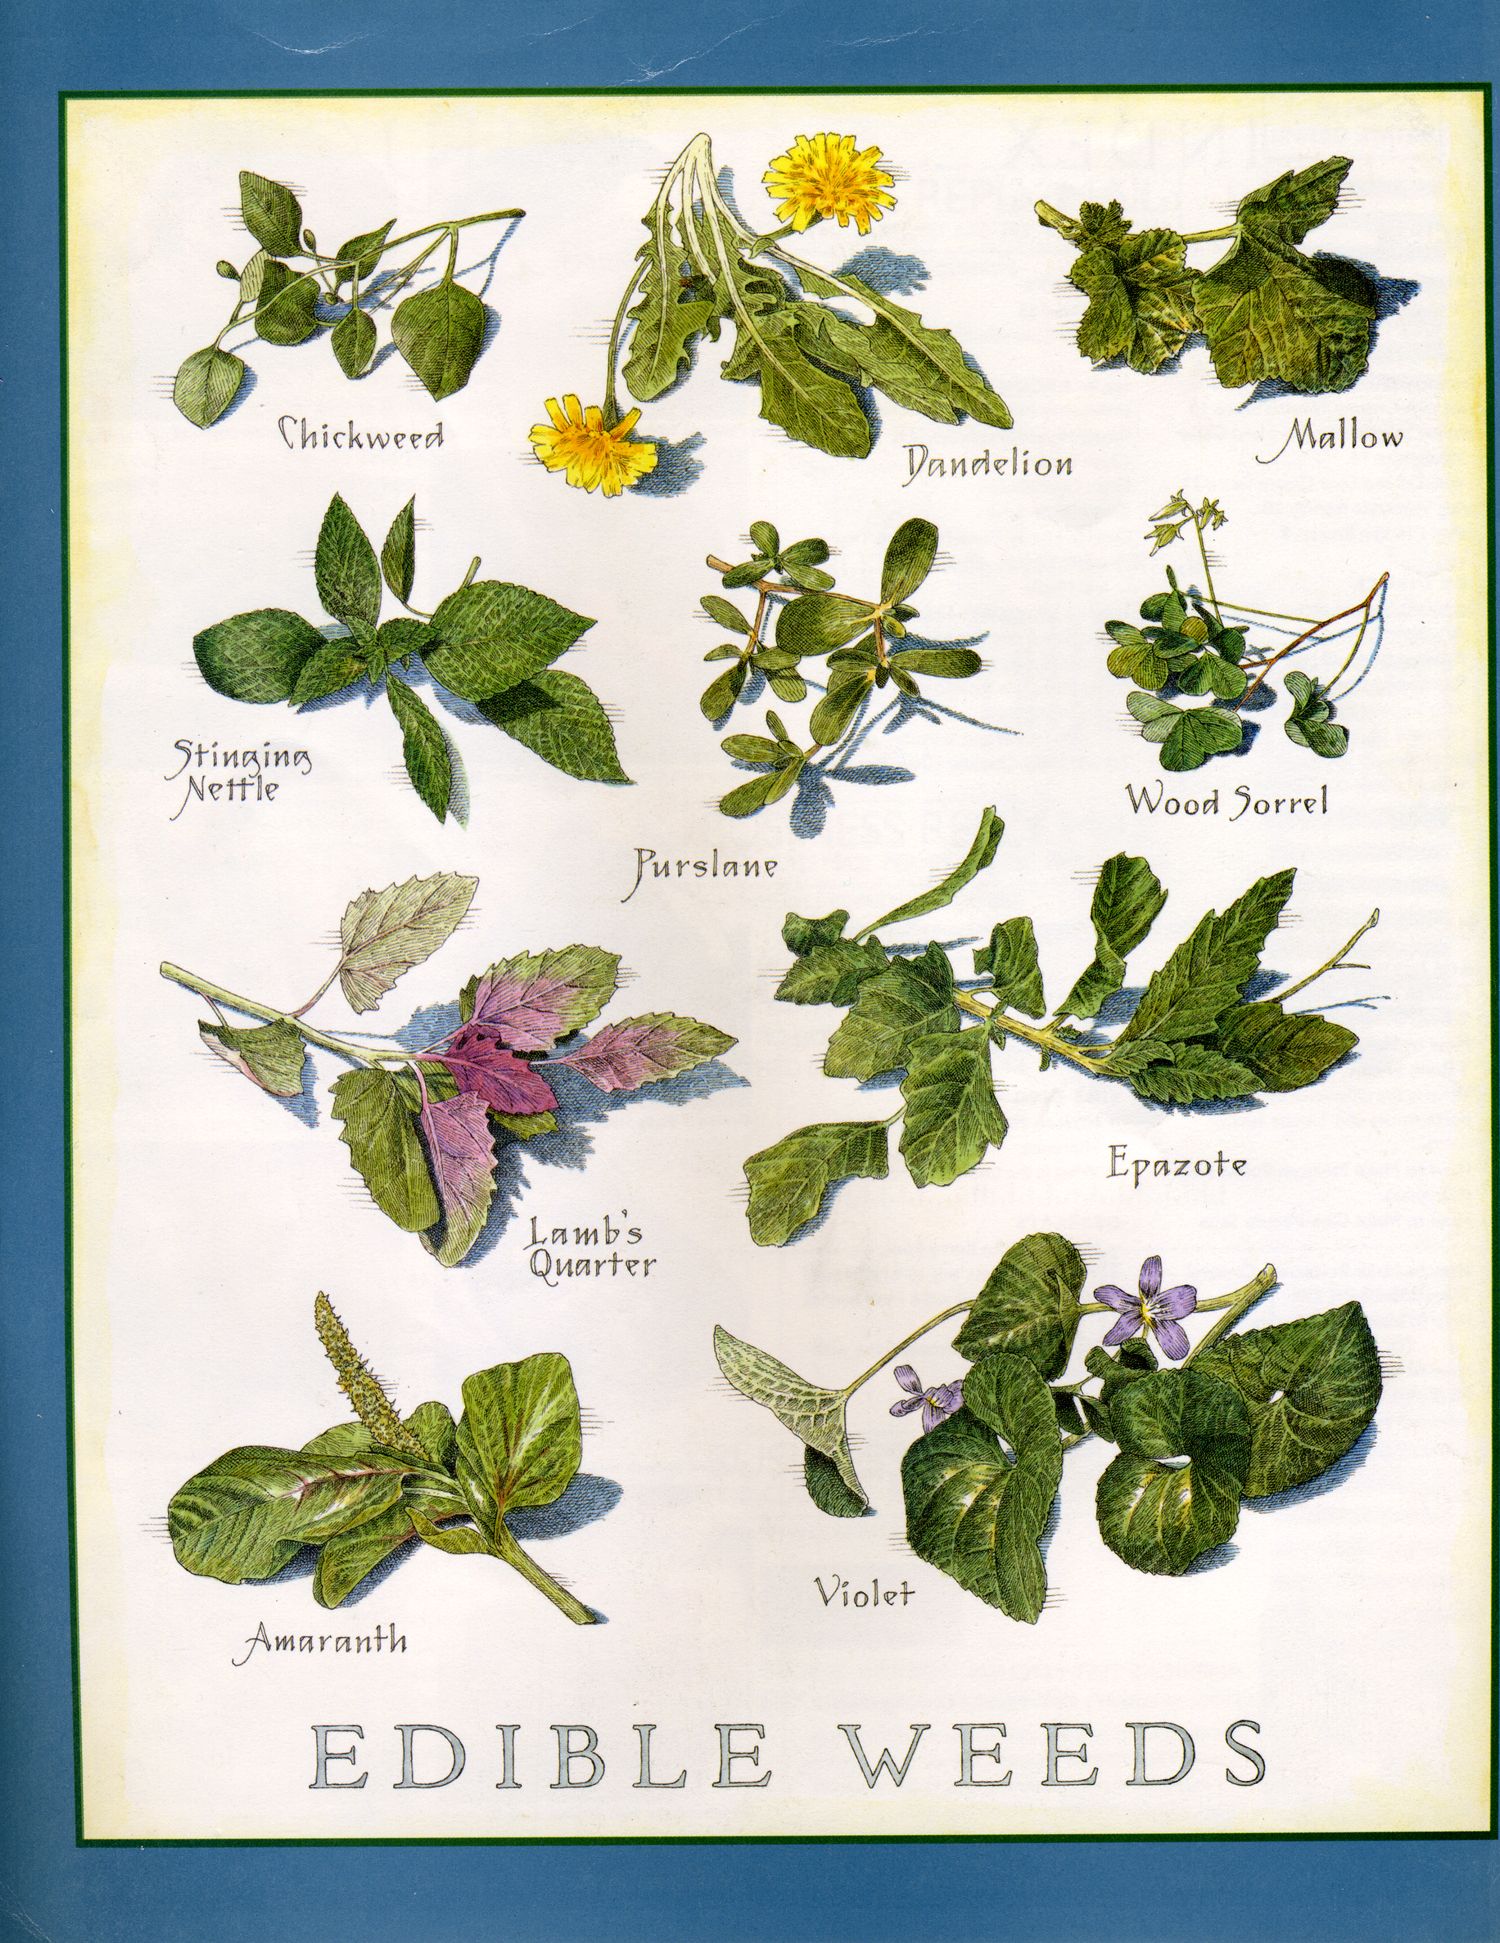 Chickweed
Dandelion
Mallow
Stinging
Nettle
Purslane
Wood Sorrel
Lamb's
Quarter
Epazote
Amaranth
Violet
EDIBLE WEEDS